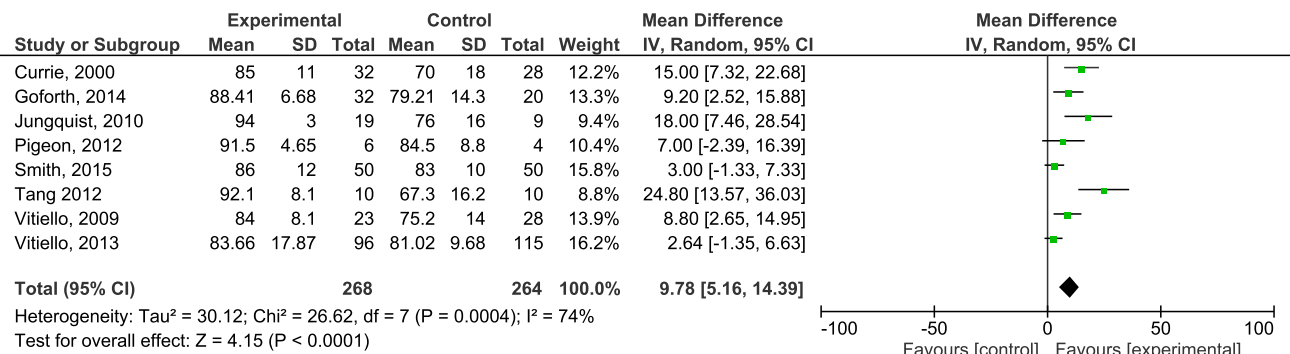 Experimental Control Mean Difference Mean Difference
Study or Subgroup Mean SD Total Mean SD Total Weight IV, Random, 95% CI IV, Random, 95% CI
Currie, 2000 85 11 32 70 18 28 12.2% 15.00 [7.32, 22.68]
Goforth, 2014 88.41 6.68 32 79.21 14.3 20 13.3% 9.20 [2.52, 15.88]
Jungquist, 2010 94 3 19 76 16 9 9.4% 18.00 [7.46, 28.54]
Pigeon, 2012 91.5 4.65 6 84.5 8.8 4 10.4% 7.00 [-2.39, 16.39]
Smith, 2015 86 12 50 83 10 50 15.8% 3.00 [-1.33, 7.33]
Tang 2012 92.1 8.1 10 67.3 16.2 10 8.8% 24.80 [13.57, 36.03]
Vitiello, 2009 84 8.1 23 75.2 14 28 13.9% 8.80 [2.65, 14.95]
Vitiello, 2013 83.66 17.87 96 81.02 9.68 115 16.2% 2.64 [-1.35, 6.63]
Total (95% CI) 268 264 100.0% 9.78 [5.16, 14.39]
Heterogeneity: Tau² = 30.12; Chi² = 26.62, df = 7 (P = 0.0004); I² = 74%
Test for overall effect: Z = 4.15 (P < 0.0001)
-100 -50 0 50 100
Favours [control] Favours [experimental]